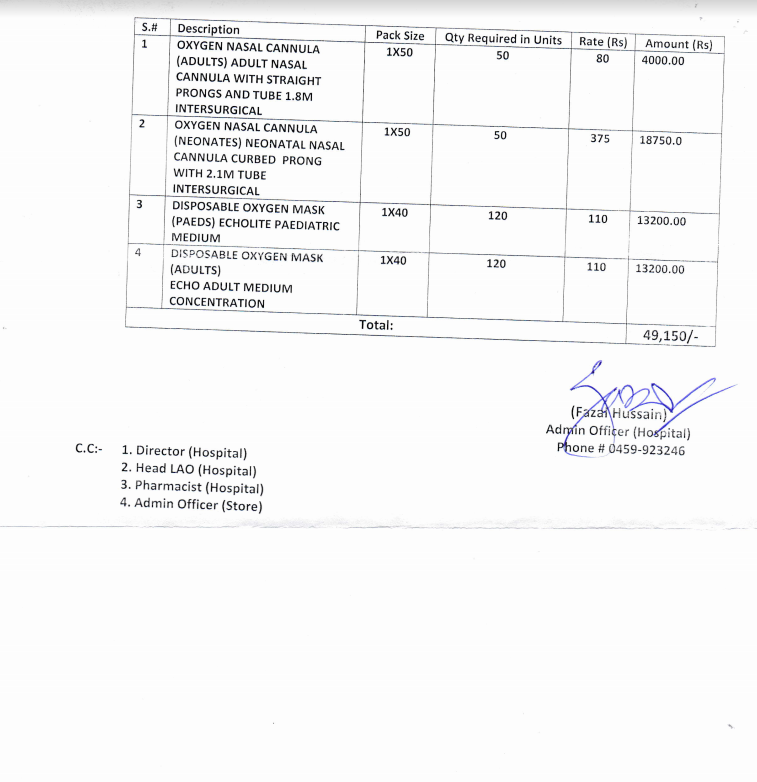 S.# Description Pack Size Qty Required in Units Rate (Rs) Amount (Rs)
1 OXYGEN NASAL CANNULA 1X50 50 80 4000.00
(ADULTS) ADULT NASAL
CANNULA WITH STRAIGHT
PRONGS AND TUBE 1.8M
INTERSURGICAL
2 OXYGEN NASAL CANNULA 1X50 50 375 18750.0
(NEONATES) NEONATAL NASAL
CANNULA CURBED PRONG
WITH 2.1M TUBE
INTERSURGICAL
3 DISPOSABLE OXYGEN MASK 1X40 120 110 13200.00
(PAEDS) ECHOLITE PAEDIATRIC
MEDIUM
4 DISPOSABLE OXYGEN MASK 1X40 120 110 13200.00
(ADULTS)
ECHO ADULT MEDIUM
CONCENTRATION
Total: 49,150/-
(Fazal Hussain)
Admin Officer (Hospital)
Phone # 0459-923246
C.C:- 1. Director (Hospital)
2. Head LAO (Hospital)
3. Pharmacist (Hospital)
4. Admin Officer (Store)